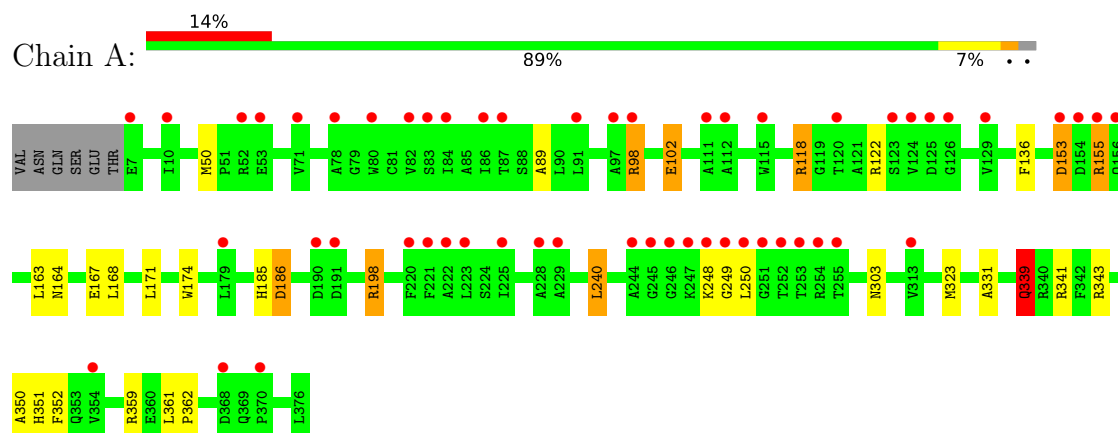 14%
Chain A:
89%
7%
VAL ASN GLN SER GLU THR E7 I10 M50 P51 R52 E53 V71 A78 G79 W80 C81 V82 S83 I84 A85 I86 T87 S88 A89 L90 L91 A97 R98 E102 A111 A112 W115 R118 G119 T120 A121 R122 S123 V124 D125 G126 V129 F136 D153 D154 R155 Q156
L163 N164 E167 L168 L171 W174 L179 H185 D186 D190 D191 R198 F220 F221 A222 L223 S224 I225 A228 A229 L240 A244 G245 G246 K247 K248 G249 L250 G251 T252 T253 R254 T255 N303 V313 M323 A331 Q339 R340 R341 F342 R343
A350 H351 F352 Q353 V354 R359 E360 L361 P362 D368 Q369 P370 L376